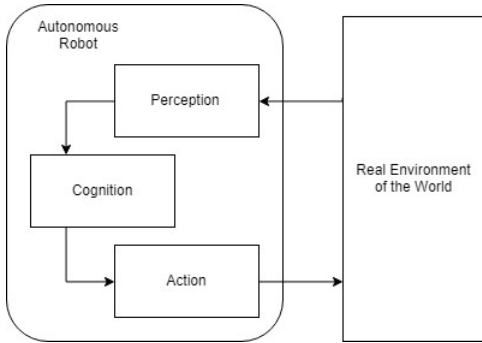 Autonomous
Robot
Perception
Cognition
Action
Real Environment
of the World